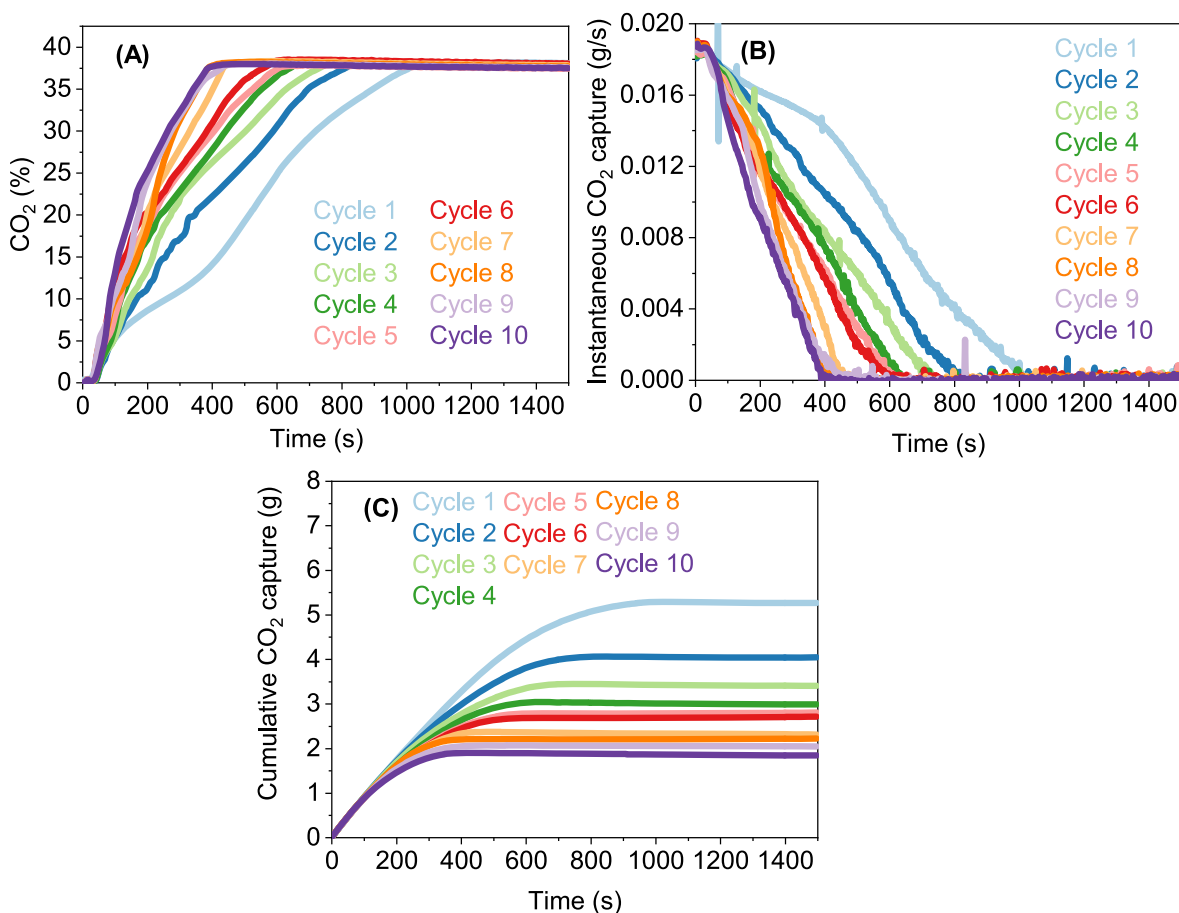 (A)
CO₂ (%)
40
35
30
25
20
15
10
5
0
0 200 400 600 800 1000 1200 1400
Time (s)
Cycle 1 Cycle 6
Cycle 2 Cycle 7
Cycle 3 Cycle 8
Cycle 4 Cycle 9
Cycle 5 Cycle 10
(B)
Instantaneous CO₂ capture (g/s)
0.020
0.016
0.012
0.008
0.004
0.000
0 200 400 600 800 1000 1200 1400
Time (s)
Cycle 1
Cycle 2
Cycle 3
Cycle 4
Cycle 5
Cycle 6
Cycle 7
Cycle 8
Cycle 9
Cycle 10
(C)
Cumulative CO₂ capture (g)
8
7
6
5
4
3
2
1
0
0 200 400 600 800 1000 1200 1400
Time (s)
Cycle 1 Cycle 5 Cycle 8
Cycle 2 Cycle 6 Cycle 9
Cycle 3 Cycle 7 Cycle 10
Cycle 4